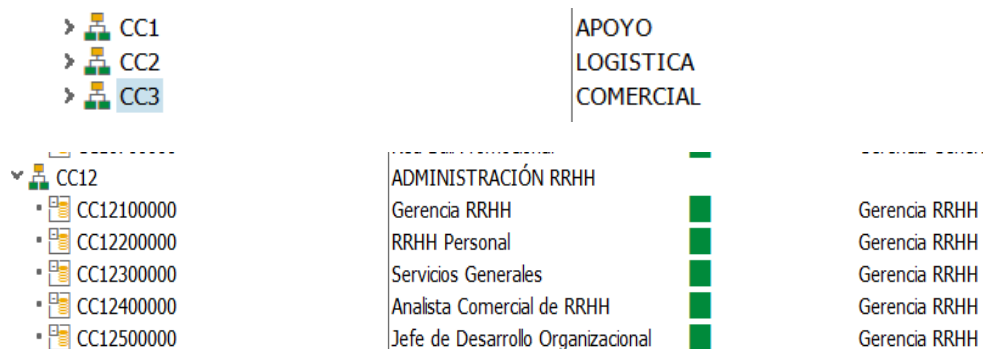 CC1 APOYO
CC2 LOGISTICA
CC3 COMERCIAL
CC12 ADMINISTRACIÓN RRHH
CC12100000 Gerencia RRHH Gerencia RRHH
CC12200000 RRHH Personal Gerencia RRHH
CC12300000 Servicios Generales Gerencia RRHH
CC12400000 Analista Comercial de RRHH Gerencia RRHH
CC12500000 Jefe de Desarrollo Organizacional Gerencia RRHH